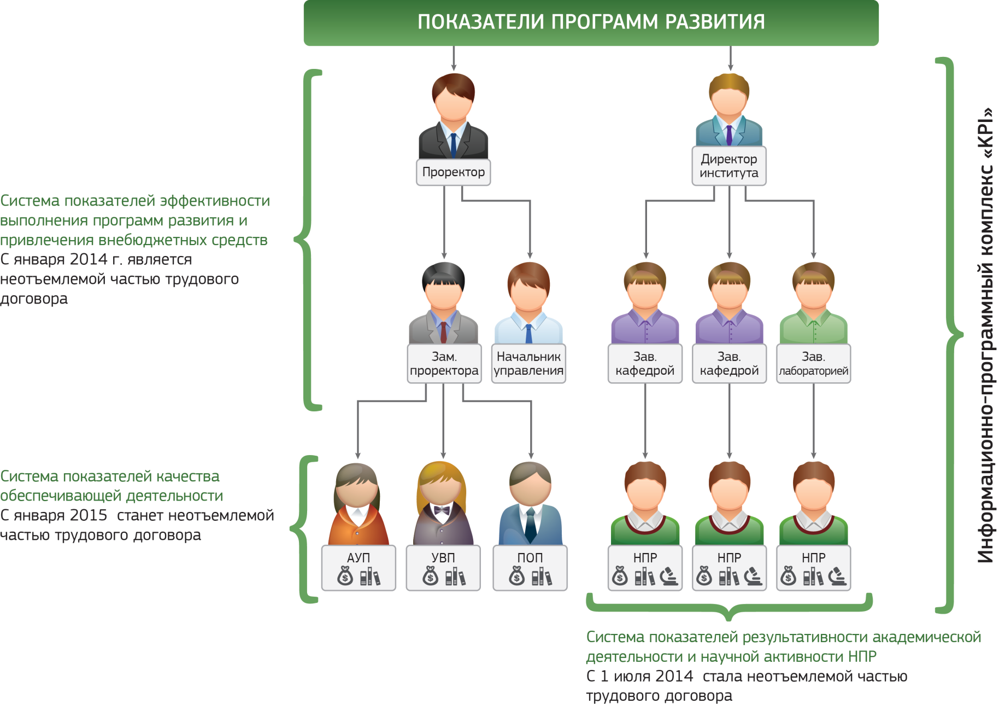 ПОКАЗАТЕЛИ ПРОГРАММ РАЗВИТИЯ
Проректор
Директор
института
Система показателей эффективности
выполнения программ развития и
привлечения внебюджетных средств
С января 2014 г. является
неотъемлемой частью трудового
договора
Зам.
проректора
Начальник
управления
Зав.
кафедрой
Зав.
кафедрой
Зав.
лабораторией
Система показателей качества
обеспечивающей деятельности
С января 2015  станет неотъемлемой
частью трудового договора
АУП
УВП
ПОП
НПР
НПР
НПР
Система показателей результативности академической
деятельности и научной активности НПР
С 1 июля 2014  стала неотъемлемой частью
трудового договора
Информационно-программный комплекс «KPI»